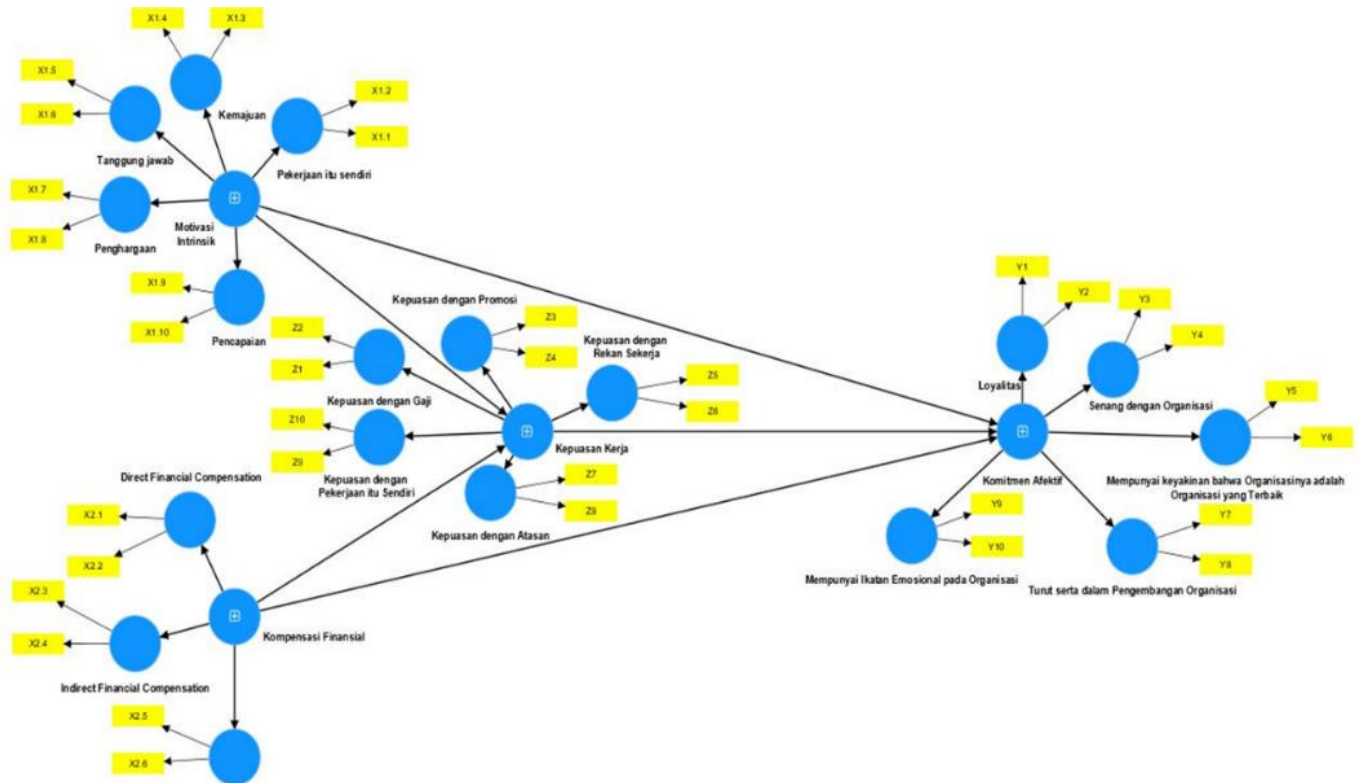 X1.4
X1.3
X1.5
X1.6
Kemajuan
X1.2
X1.1
Tanggung jawab
Pekerjaan itu sendiri
X1.7
X1.8
Penghargaan
Motivasi
Intrinsik
X1.9
X1.10
Pencapaian
Kepuasan dengan Promosi
Z3
Z4
Z2
Z1
Kepuasan dengan Gaji
Kepuasan dengan
Rekan Sekerja
Z5
Z6
Z10
Z9
Kepuasan dengan
Pekerjaan itu Sendiri
Kepuasan Kerja
Z7
Z8
Kepuasan dengan Atasan
Y1
Y2
Loyalitas
Y3
Y4
Senang dengan Organisasi
Y5
Y6
Komitmen Afektif
Mempunyai keyakinan bahwa Organisasinya adalah
Organisasi yang Terbaik
Y9
Y10
Mempunyai Ikatan Emosional pada Organisasi
Y7
Y8
Turut serta dalam Pengembangan Organisasi
Direct Financial Compensation
X2.1
X2.2
X2.3
X2.4
Kompensasi Finansial
Indirect Financial Compensation
X2.5
X2.6